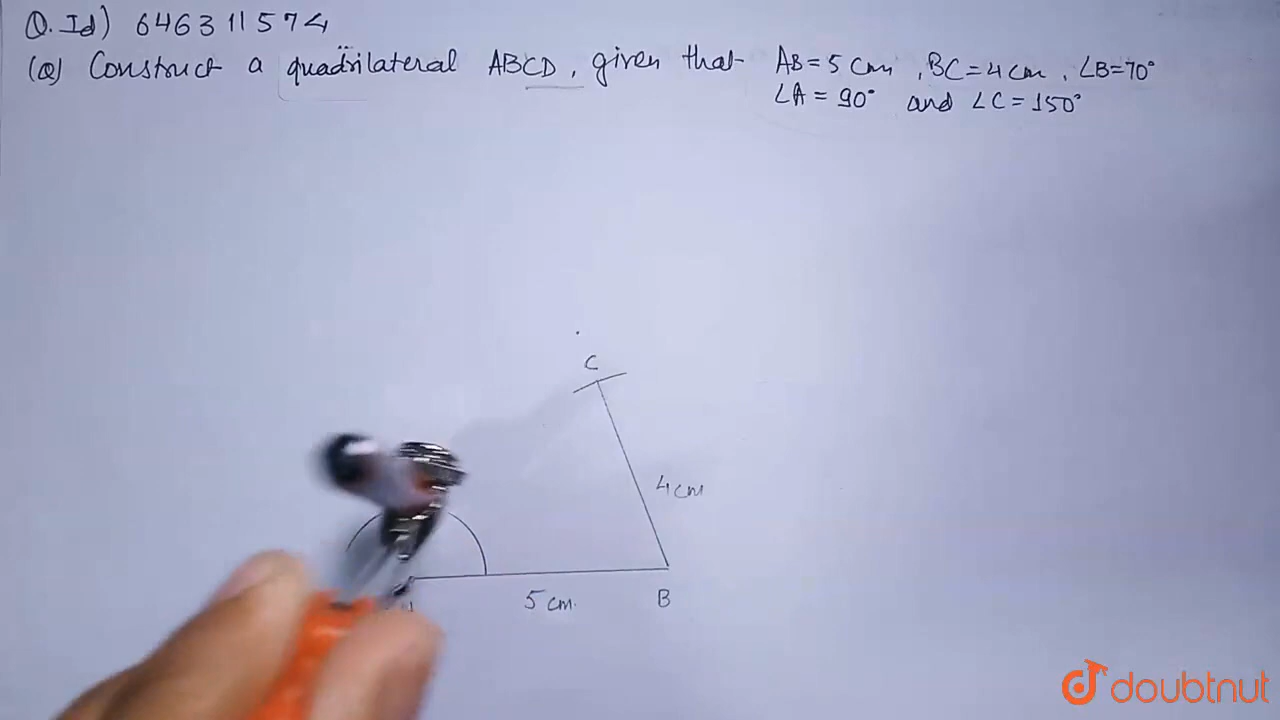 Q.Id) 646311574
(Q) Construct a quadrilateral ABCD, given that AB=5 cm, BC=4 cm, ∠B=70°
∠A = 90° and ∠C = 150°
C
4 cm
5 cm.
B
doubtnut